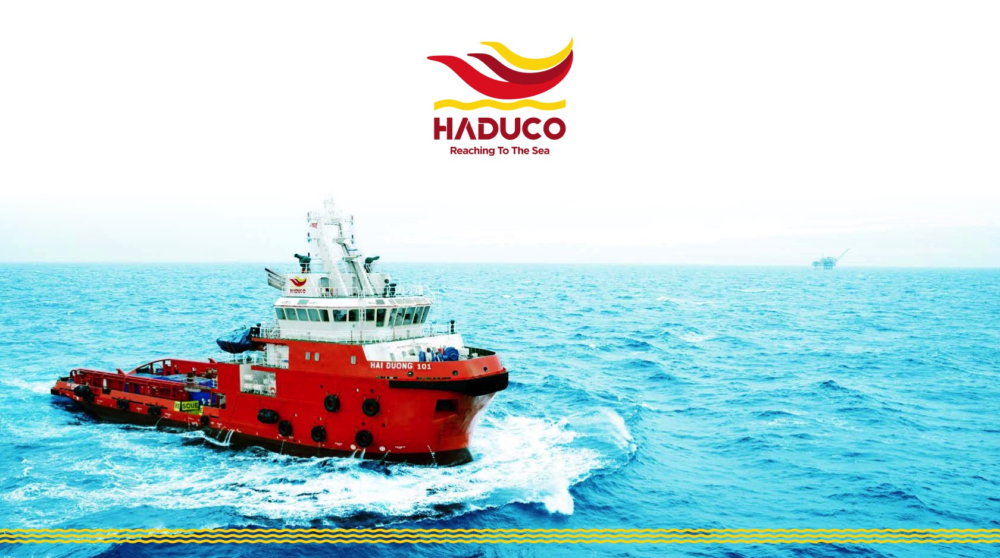 HADUCO
Reaching To The Sea
HADUCO
HAI DUONG 101
RESCUE